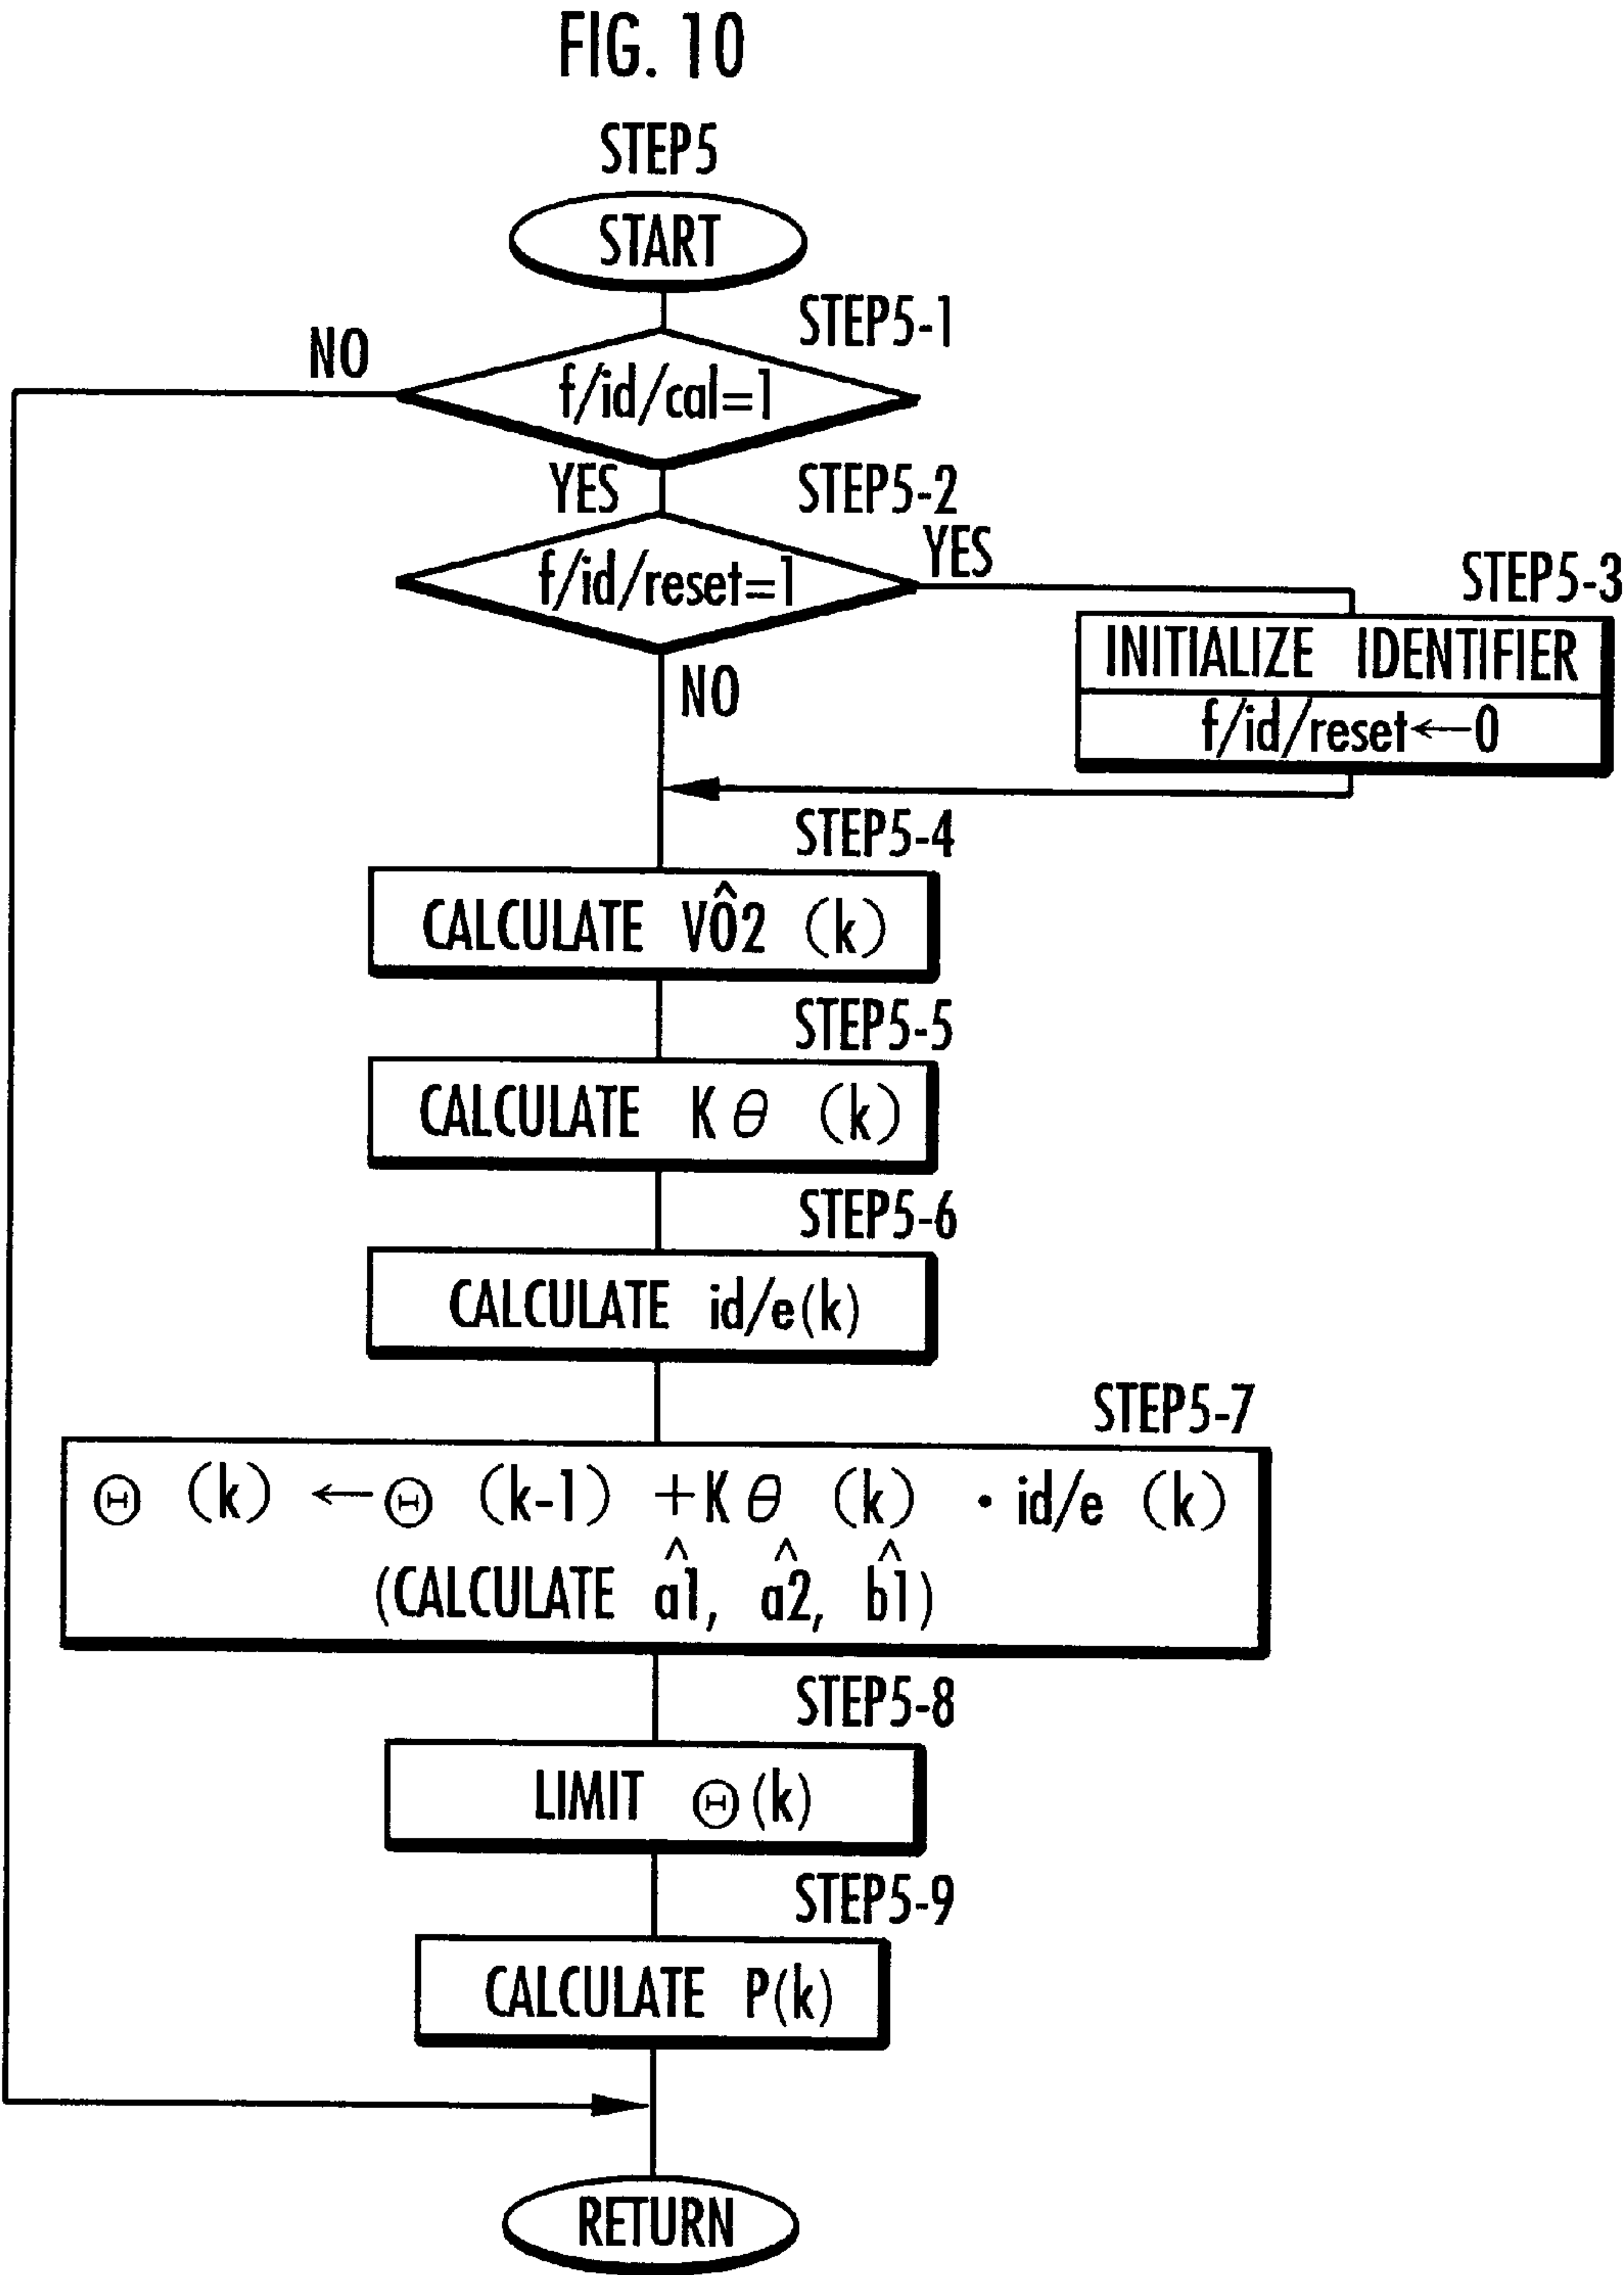 FIG. 10
STEP5
START
STEP5-1
NO
f/id/cal=1
YES
STEP5-2
YES
f/id/reset=1
STEP5-3
INITIALIZE IDENTIFIER
f/id/reset←0
NO
STEP5-4
CALCULATE VÔ2 (k)
STEP5-5
CALCULATE Kθ (k)
STEP5-6
CALCULATE id/e(k)
STEP5-7
Θ (k) ←Θ (k-1) +Kθ (k) · id/e (k)
(CALCULATE â1, â2, b̂1)
STEP5-8
LIMIT Θ(k)
STEP5-9
CALCULATE P(k)
RETURN